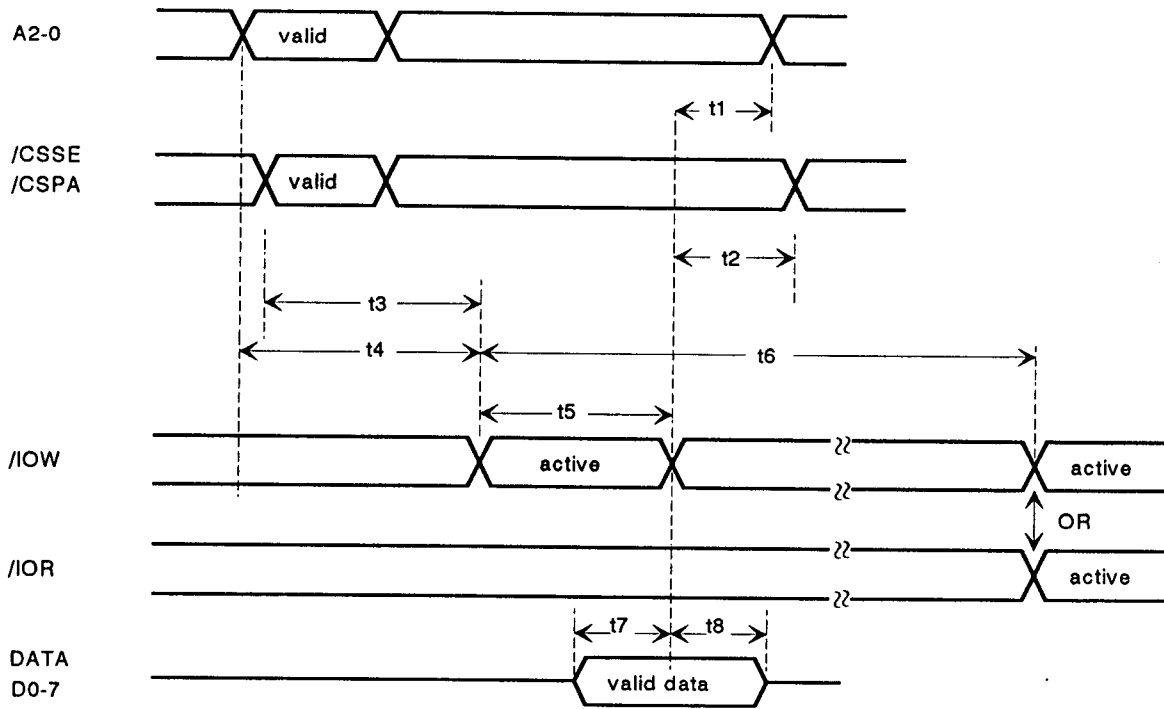 A2-0
valid
t1
/CSSE
/CSPA
valid
t2
t3
t4
t6
t5
/IOW
active
active
OR
/IOR
active
t7
t8
DATA
D0-7
valid data